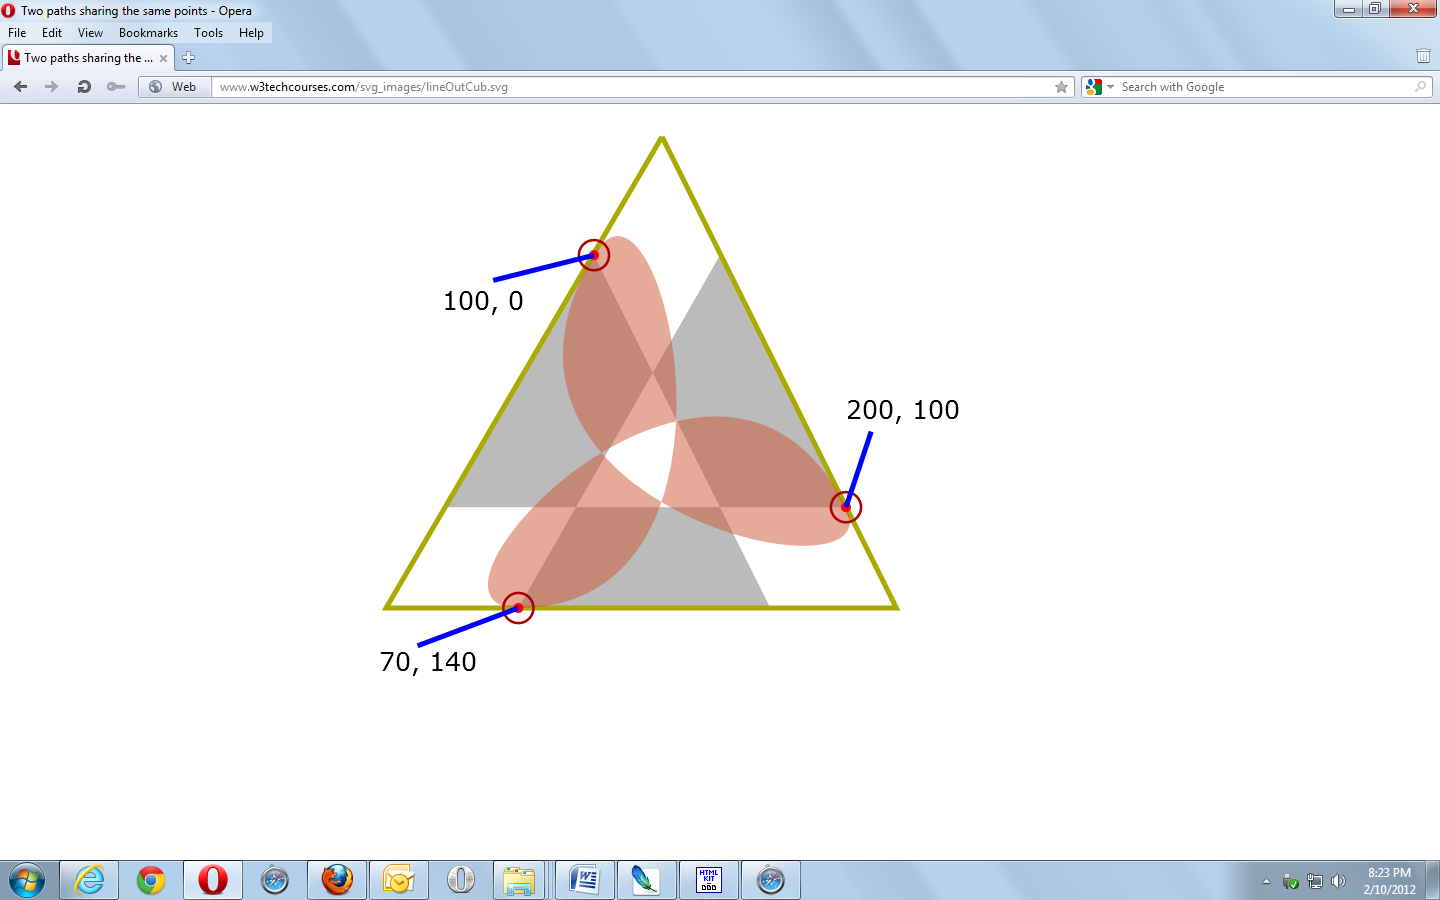 Two paths sharing the same points - Opera
File Edit View Bookmarks Tools Help
Two paths sharing the ...
Web www.w3techcourses.com/svg_images/lineOutCub.svg Search with Google
100, 0
200, 100
70, 140
HTML
KIT
8:23 PM
2/10/2012